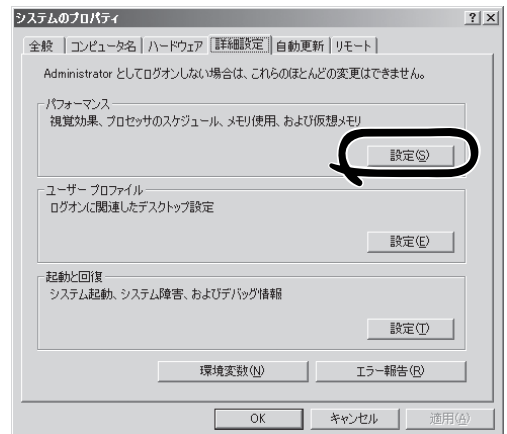 システムのプロパティ
? ×
全般 コンピュータ名 ハードウェア 詳細設定 自動更新 リモート
Administrator としてログオンしない場合は、これらのほとんどの変更はできません。
パフォーマンス
視覚効果、プロセッサのスケジュール、メモリ使用、および仮想メモリ
設定(S)
ユーザー プロファイル
ログオンに関連したデスクトップ設定
設定(E)
起動と回復
システム起動、システム障害、およびデバッグ情報
設定(T)
環境変数(N) エラー報告(R)
OK キャンセル 適用(A)